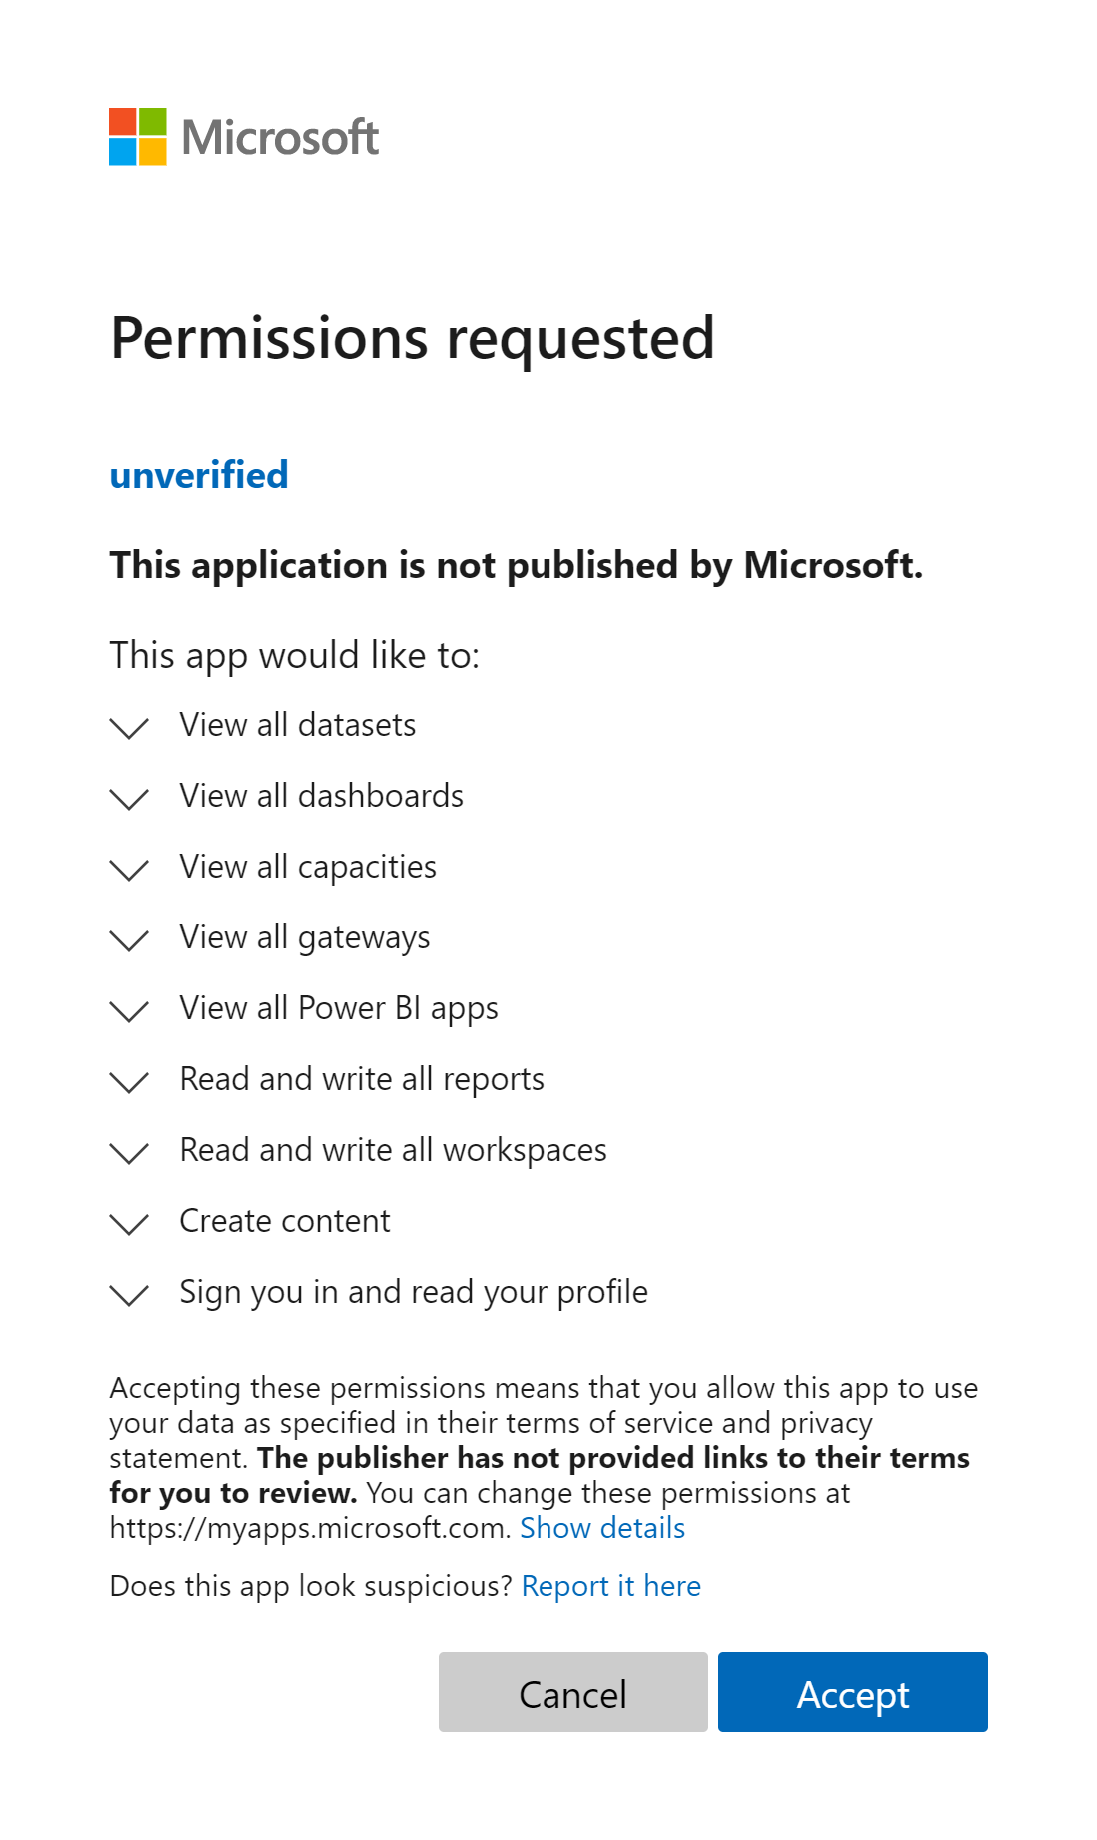 Microsoft
Permissions requested
unverified
This application is not published by Microsoft.
This app would like to:
View all datasets
View all dashboards
View all capacities
View all gateways
View all Power BI apps
Read and write all reports
Read and write all workspaces
Create content
Sign you in and read your profile
Accepting these permissions means that you allow this app to use
your data as specified in their terms of service and privacy
statement. The publisher has not provided links to their terms
for you to review. You can change these permissions at
https://myapps.microsoft.com. Show details
Does this app look suspicious? Report it here
Cancel Accept